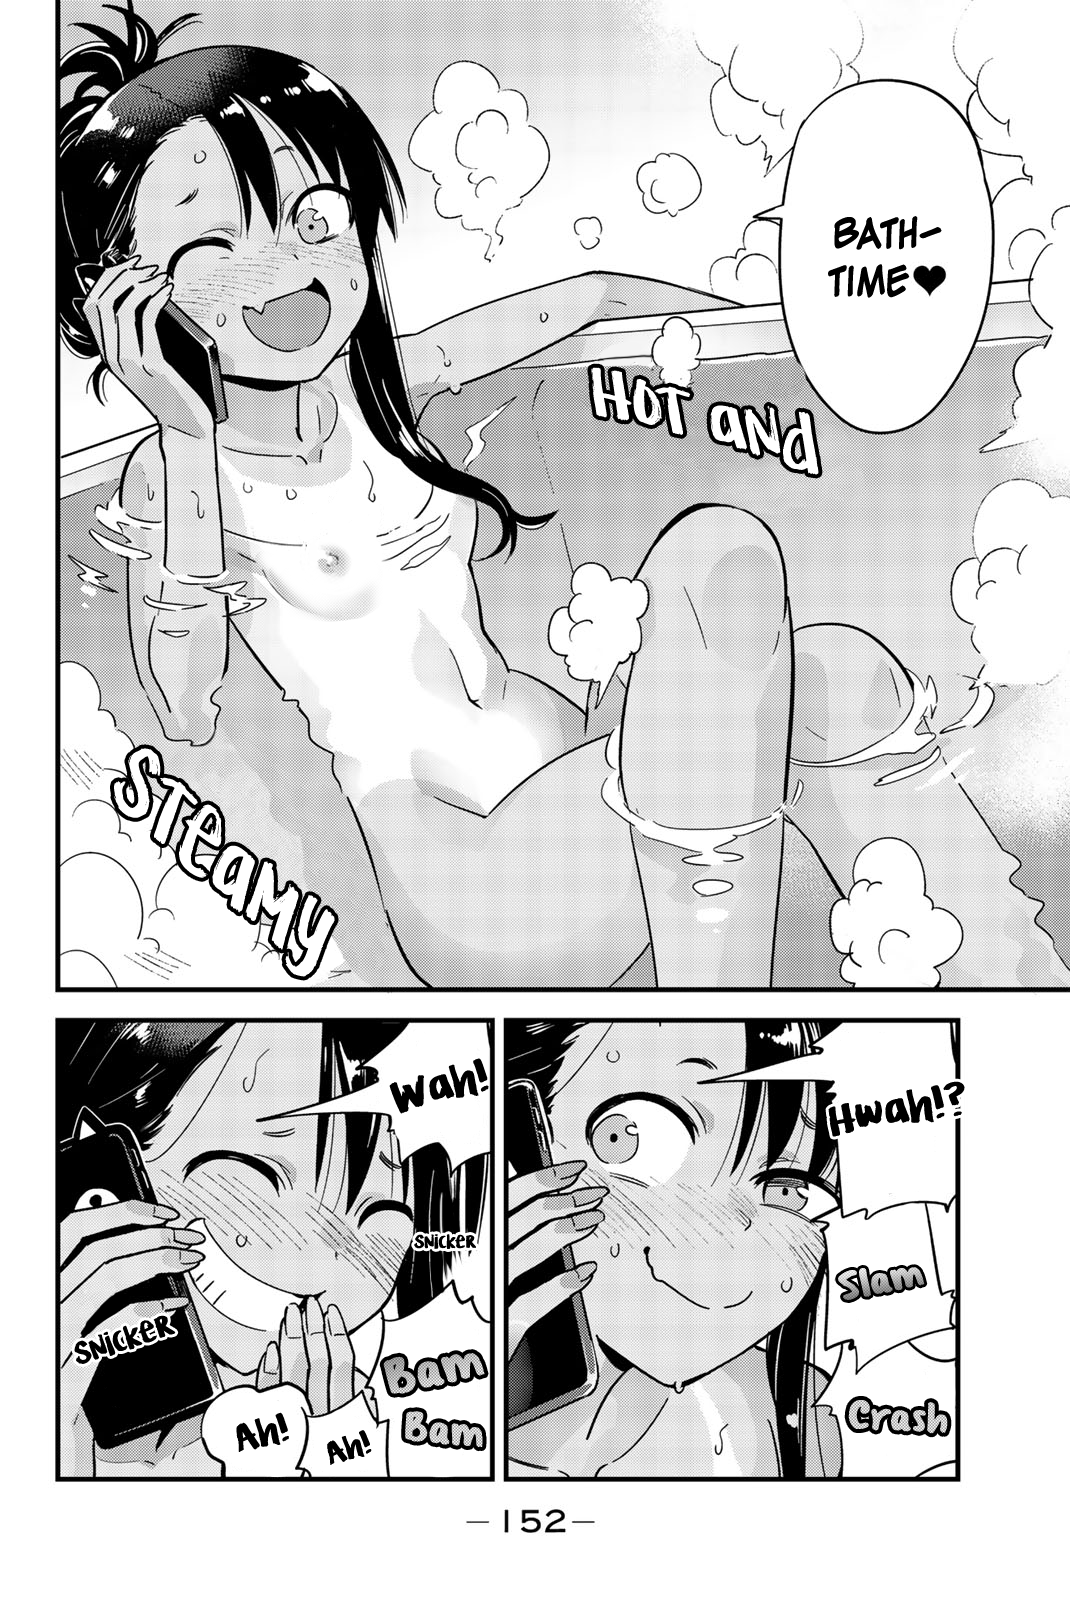 BATH-
TIME♥
HOT AND
STEAMY
Wah!
SNICKER
SNICKER
Bam
Bam
Ah!
Ah!
Hwah!?
Slam
Crash
—152—